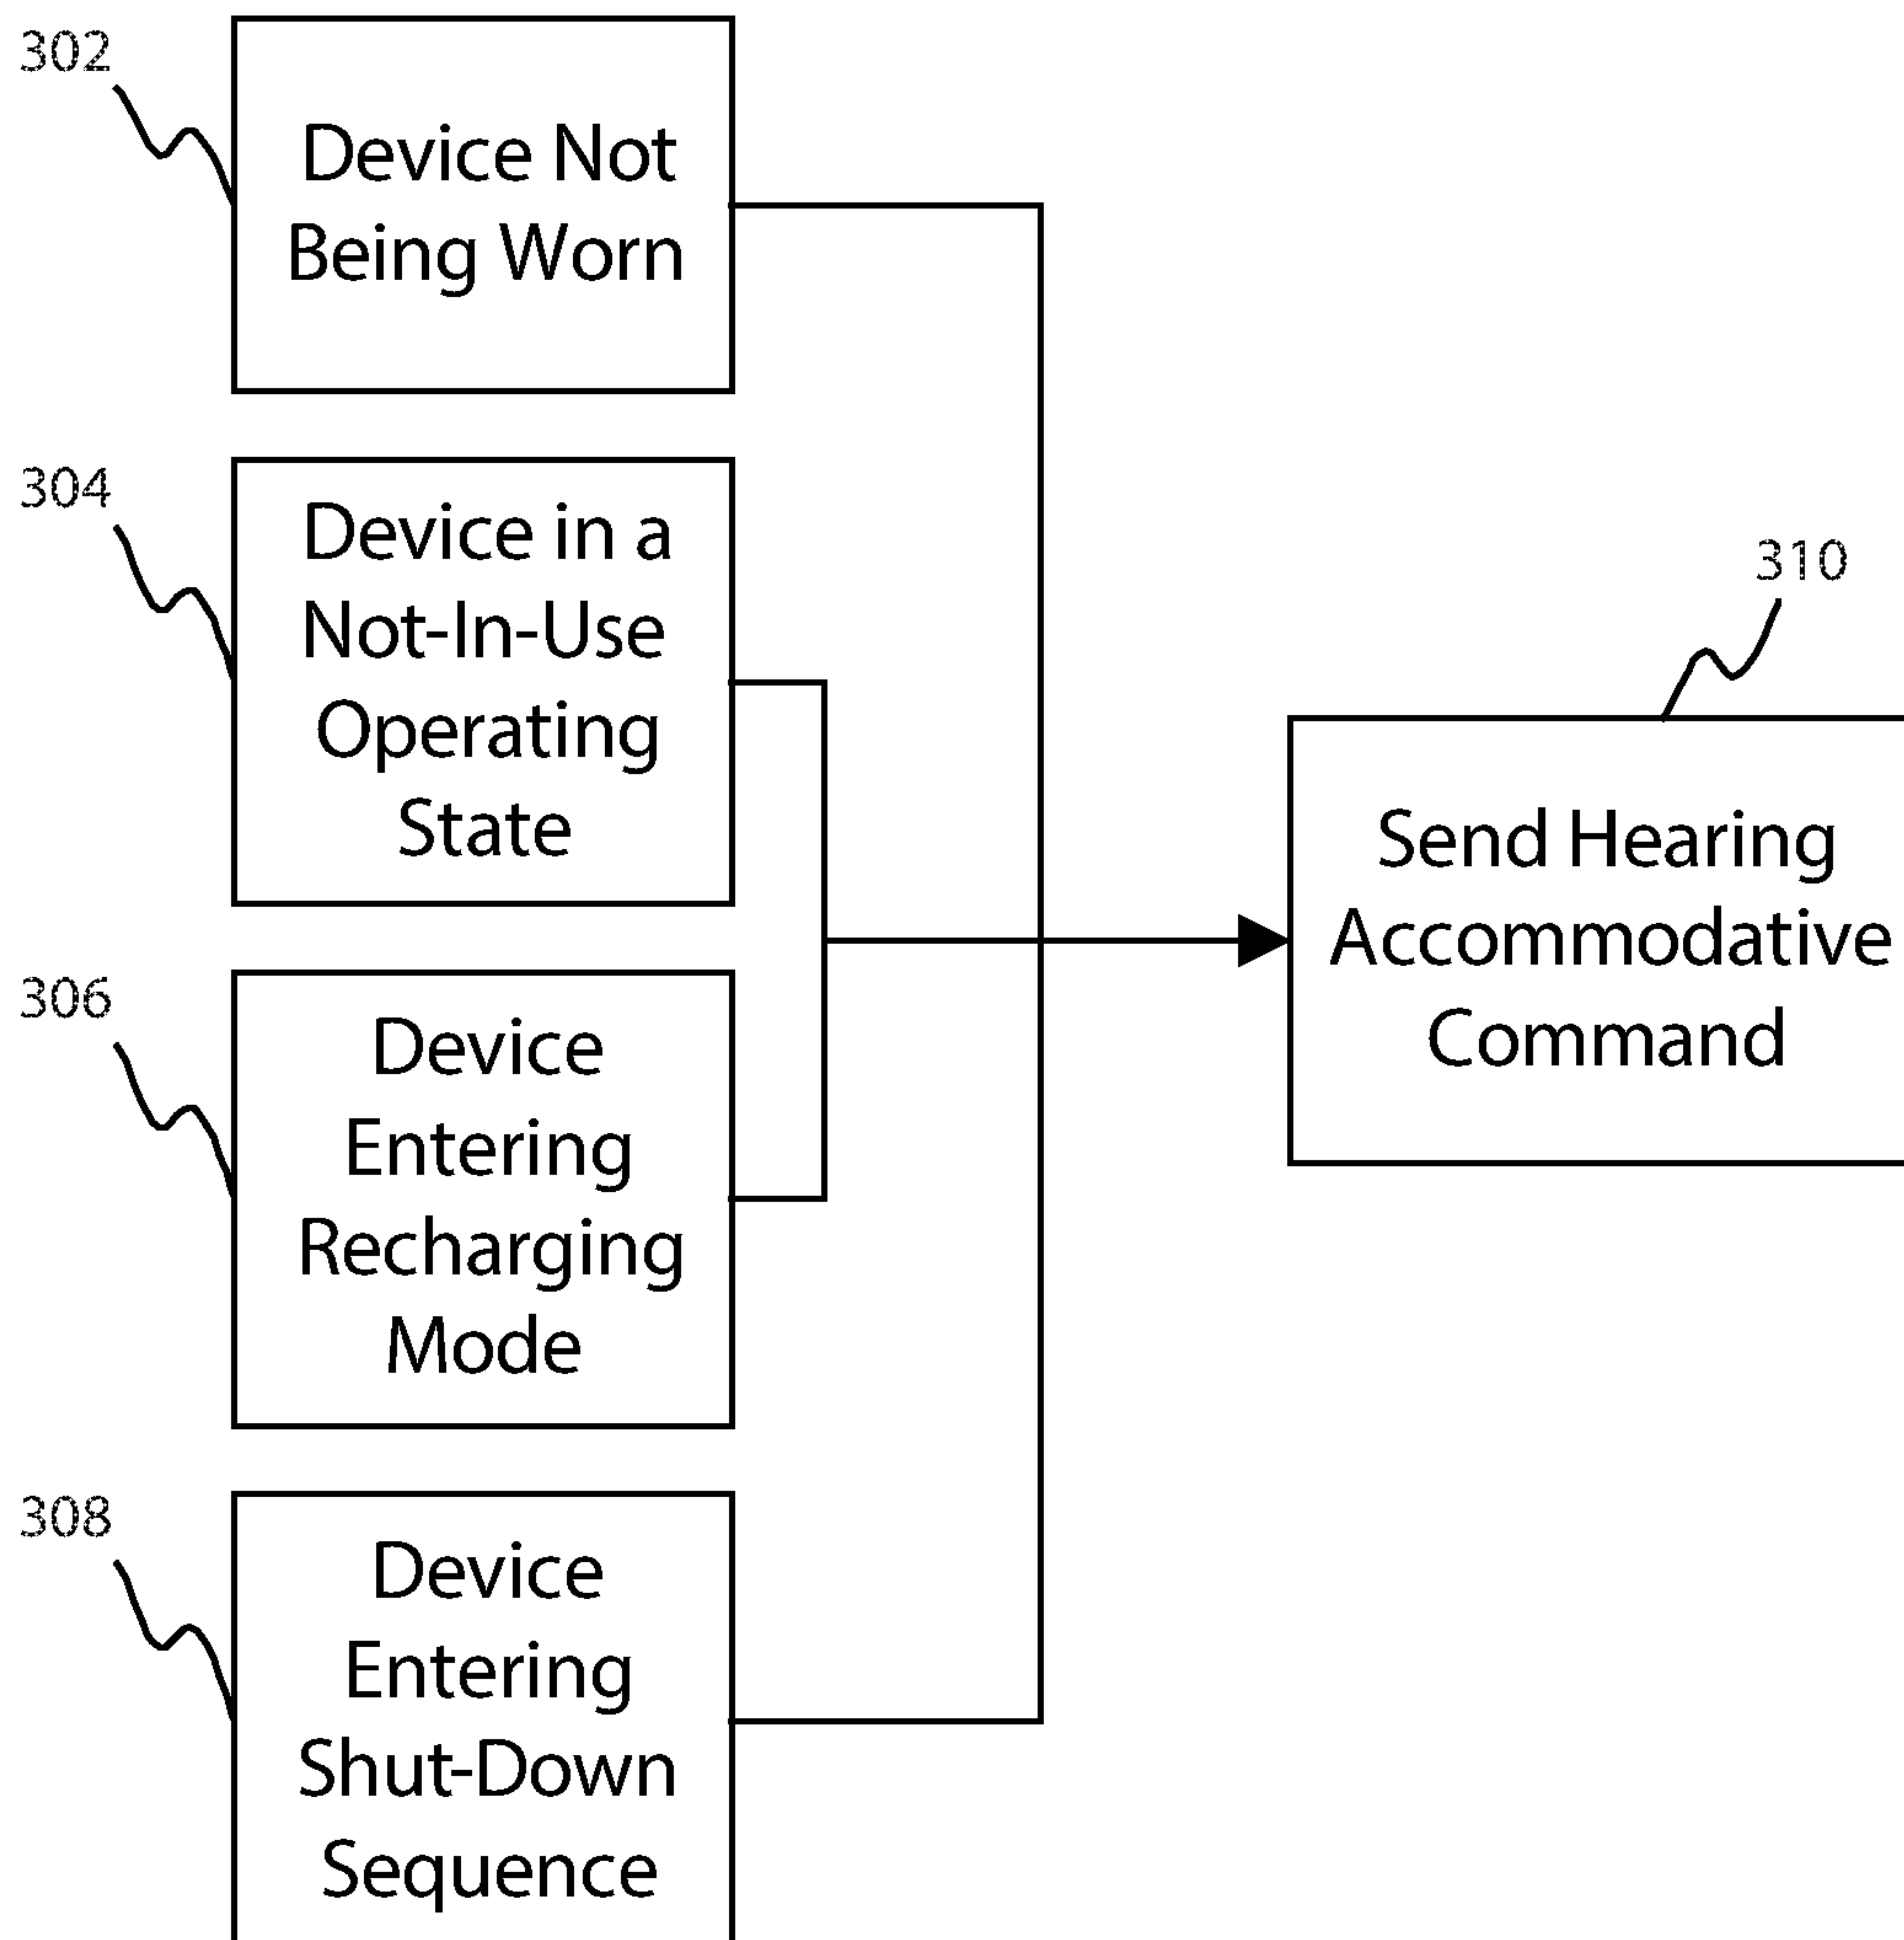 302
Device Not
Being Worn
304
Device in a
Not-In-Use
Operating
State
306
Device
Entering
Recharging
Mode
308
Device
Entering
Shut-Down
Sequence
310
Send Hearing
Accommodative
Command